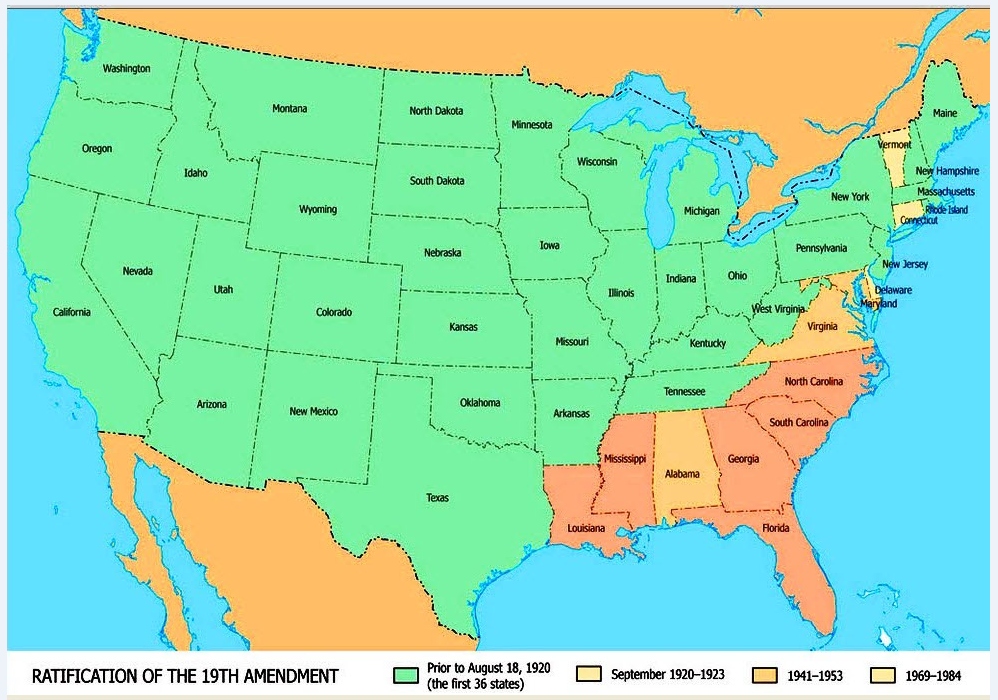 Washington
Montana
North Dakota
Minnesota
Maine
Oregon
Idaho
Wisconsin
Vermont
New Hampshire
South Dakota
Massachusetts
Wyoming
Michigan
New York
Rhode Island
Connecticut
Nebraska
Iowa
Pennsylvania
Nevada
Utah
Illinois
Indiana
Ohio
New Jersey
Delaware
Maryland
California
Colorado
Kansas
Missouri
West Virginia
Virginia
Kentucky
Arizona
New Mexico
Oklahoma
Arkansas
Tennessee
North Carolina
South Carolina
Mississippi
Alabama
Georgia
Texas
Louisiana
Florida
RATIFICATION OF THE 19TH AMENDMENT
Prior to August 18, 1920
(the first 36 states)
September 1920–1923
1941–1953
1969–1984